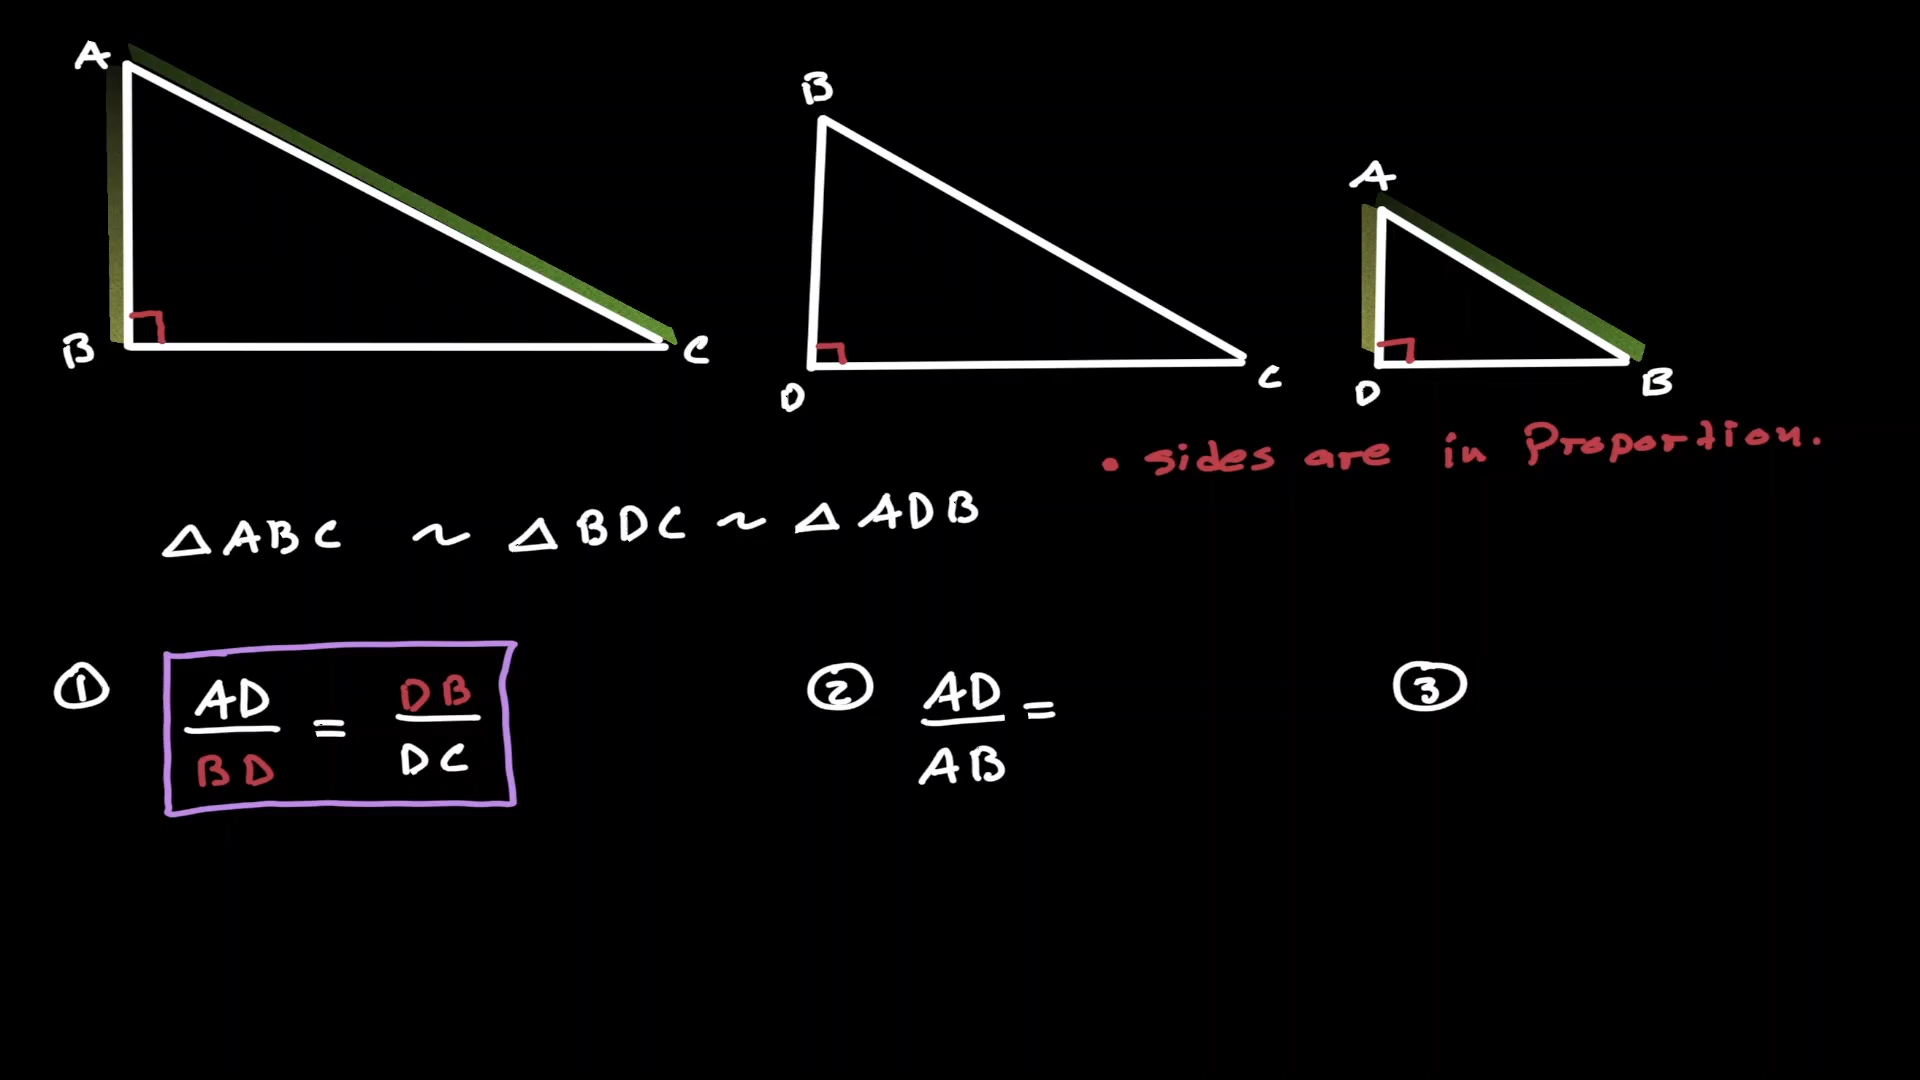 A
B
A
B
C
D
C
D
B
• sides are in Proportion.
△ABC ~ △BDC ~ △ADB
① AD/BD = DB/DC
② AD/AB =
③